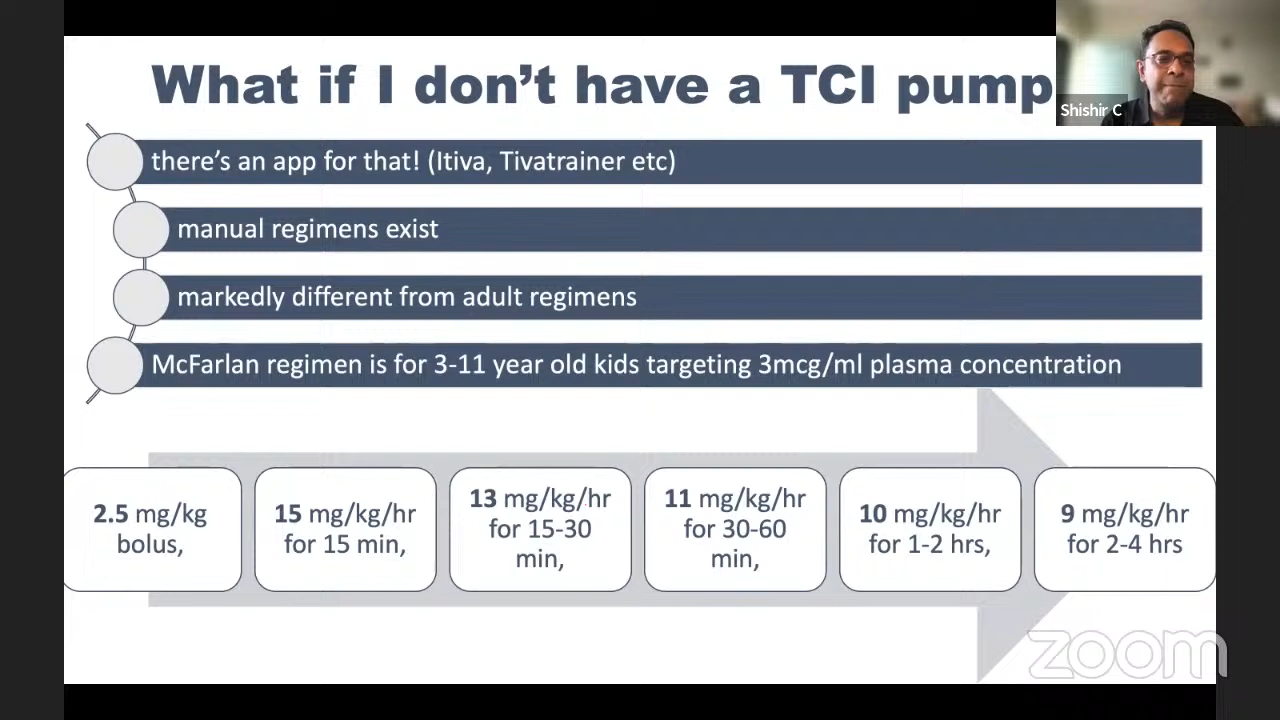 What if I don't have a TCI pump
Shishir C
there's an app for that! (Itiva, Tivatrainer etc)
manual regimens exist
markedly different from adult regimens
McFarlan regimen is for 3-11 year old kids targeting 3mcg/ml plasma concentration
2.5 mg/kg
bolus,
15 mg/kg/hr
for 15 min,
13 mg/kg/hr
for 15-30
min,
11 mg/kg/hr
for 30-60
min,
10 mg/kg/hr
for 1-2 hrs,
9 mg/kg/hr
for 2-4 hrs
zoom